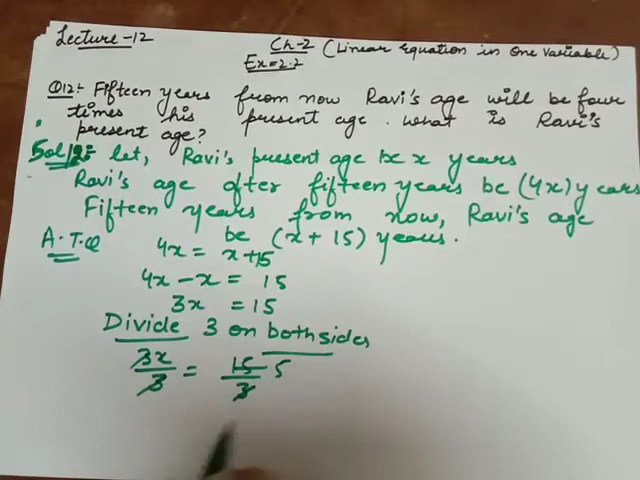 Lecture-12
Ch-2 (Linear Equation in One Variable)
Ex=2.2
Q12:- Fifteen years from now Ravi's age will be four
times his present age. What is Ravi's
present age?
Sol12:- let, Ravi's present age be x years
Ravi's age after fifteen years be (4x) years
Fifteen years from now, Ravi's age
be (x+15) years.
A.T.Q 4x = x+15
4x - x = 15
3x = 15
Divide 3 on both sides
3x/3 = 15/3 5